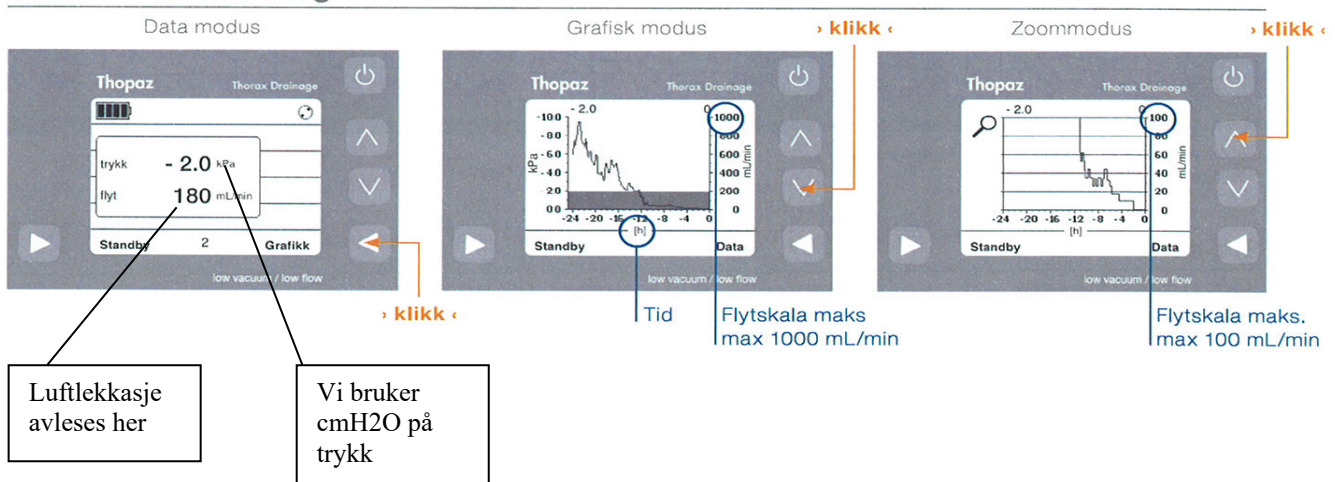 Data modus
Grafisk modus
› klikk ‹
Zoommodus
› klikk ‹
Thopaz Thorax Drainage
trykk - 2.0 kPa
flyt 180 mL/min
Standby 2 Grafikk
low vacuum / low flow
› klikk ‹
Thopaz Thorax Drainage
- 2.0 0
-100 1000
-80 800
-60 600
-40 400
-20 200
00 0
kPa
mL/min
-24 -20 -16 -12 -8 -4 0
[h]
Standby Data
low vacuum / low flow
Tid
Flytskala maks
max 1000 mL/min
Thopaz Thorax Drainage
- 2.0 0
100
80
60
40
20
0
mL/min
-24 -20 -16 -12 -8 -4 0
[h]
Standby Data
low vacuum / low flow
Flytskala maks.
max 100 mL/min
Luftlekkasje
avleses her
Vi bruker
cmH2O på
trykk